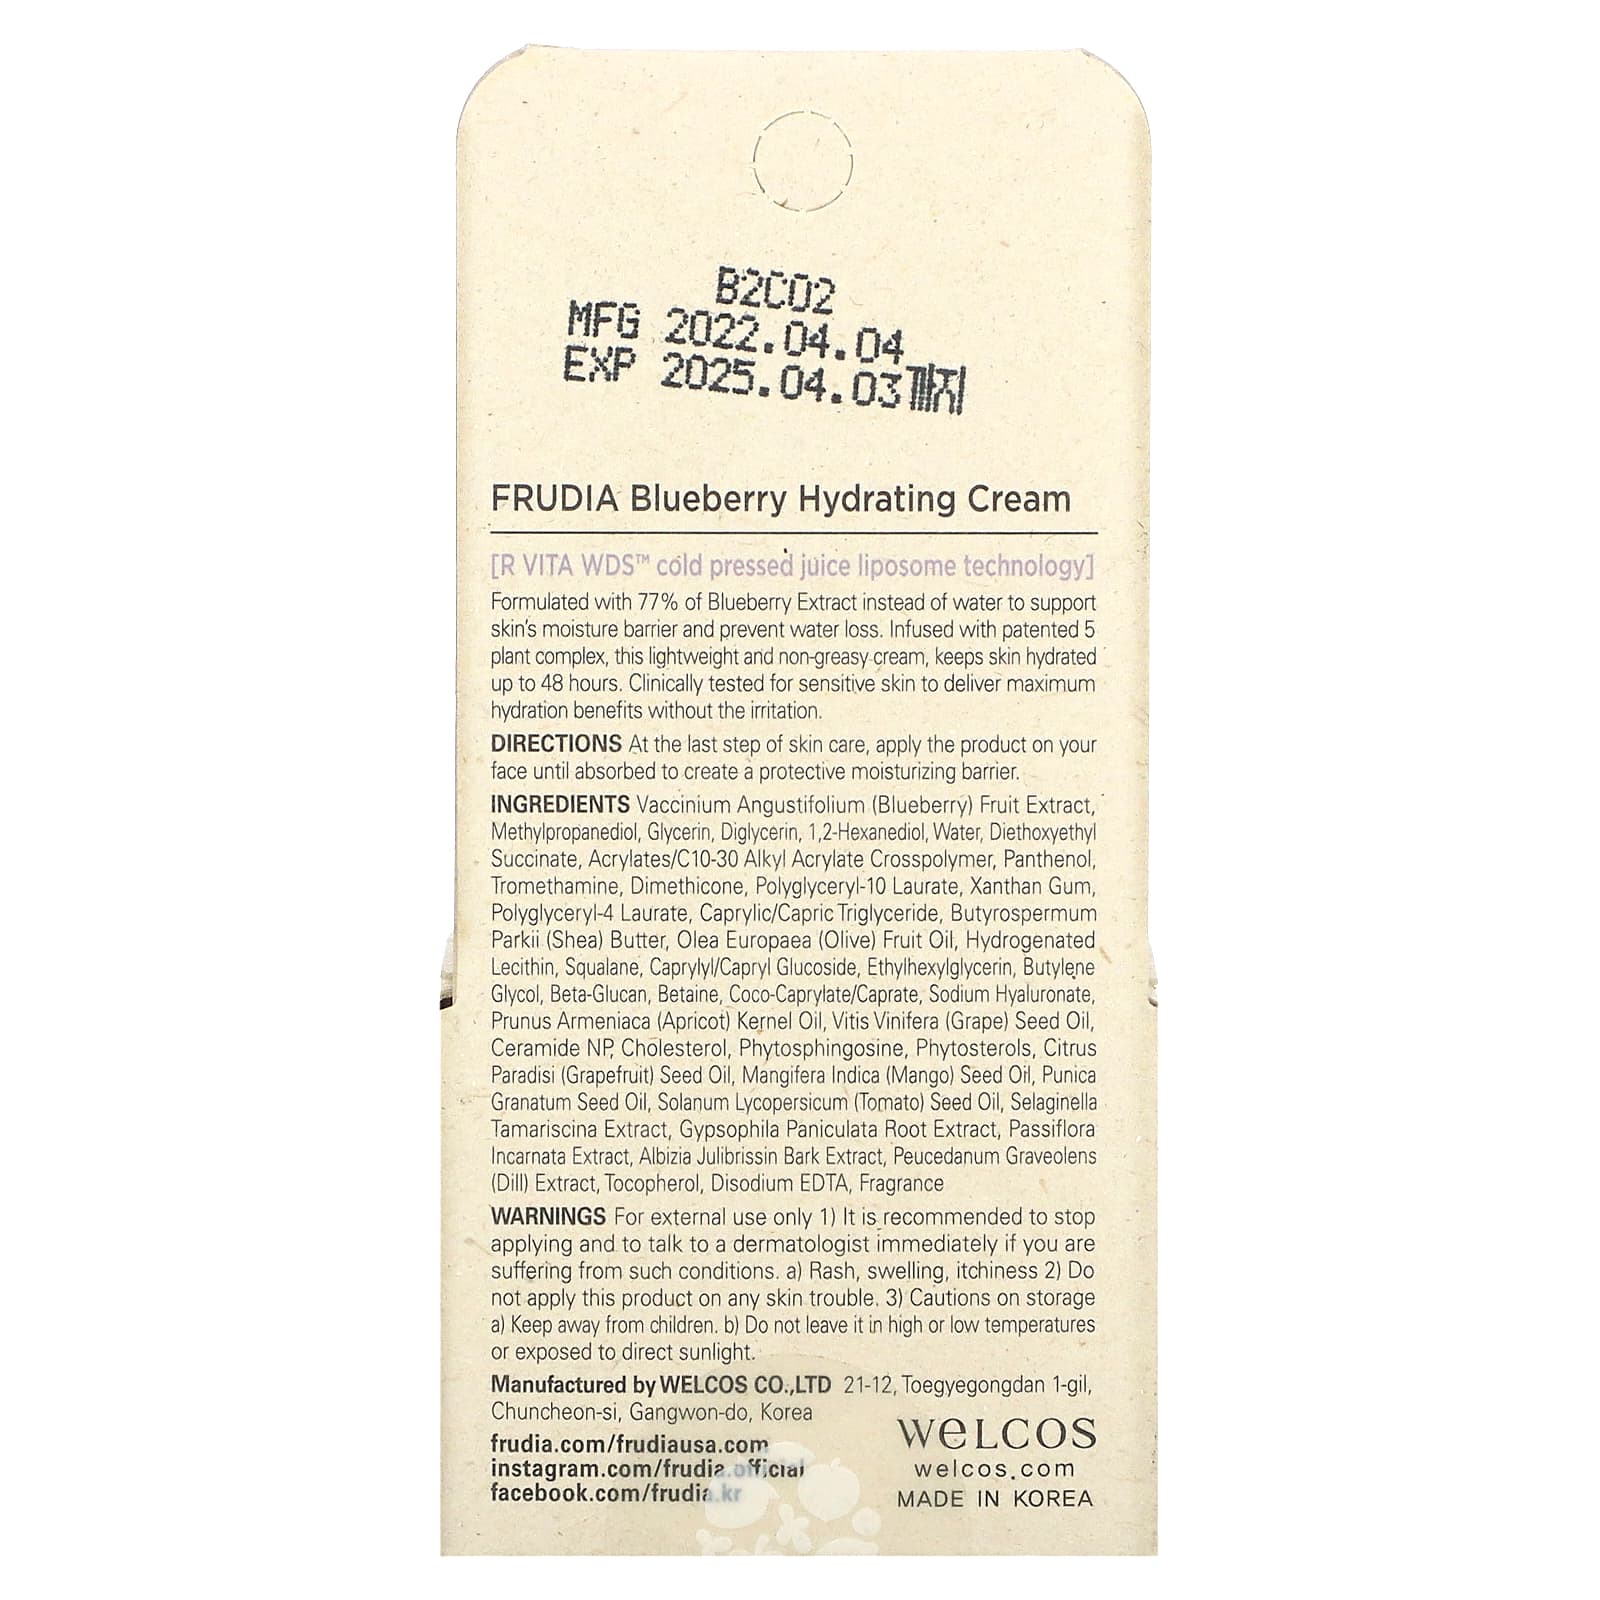 B2C02
MFG 2022.04.04
EXP 2025.04.03까지
FRUDIA Blueberry Hydrating Cream
[R VITA WDS™ cold pressed juice liposome technology]
Formulated with 77% of Blueberry Extract instead of water to support
skin's moisture barrier and prevent water loss. Infused with patented 5
plant complex, this lightweight and non-greasy cream, keeps skin hydrated
up to 48 hours. Clinically tested for sensitive skin to deliver maximum
hydration benefits without the irritation.
DIRECTIONS At the last step of skin care, apply the product on your
face until absorbed to create a protective moisturizing barrier.
INGREDIENTS Vaccinium Angustifolium (Blueberry) Fruit Extract,
Methylpropanediol, Glycerin, Diglycerin, 1,2-Hexanediol, Water, Diethoxyethyl
Succinate, Acrylates/C10-30 Alkyl Acrylate Crosspolymer, Panthenol,
Tromethamine, Dimethicone, Polyglyceryl-10 Laurate, Xanthan Gum,
Polyglyceryl-4 Laurate, Caprylic/Capric Triglyceride, Butyrospermum
Parkii (Shea) Butter, Olea Europaea (Olive) Fruit Oil, Hydrogenated
Lecithin, Squalane, Caprylyl/Capryl Glucoside, Ethylhexylglycerin, Butylene
Glycol, Beta-Glucan, Betaine, Coco-Caprylate/Caprate, Sodium Hyaluronate,
Prunus Armeniaca (Apricot) Kernel Oil, Vitis Vinifera (Grape) Seed Oil,
Ceramide NP, Cholesterol, Phytosphingosine, Phytosterols, Citrus
Paradisi (Grapefruit) Seed Oil, Mangifera Indica (Mango) Seed Oil, Punica
Granatum Seed Oil, Solanum Lycopersicum (Tomato) Seed Oil, Selaginella
Tamariscina Extract, Gypsophila Paniculata Root Extract, Passiflora
Incarnata Extract, Albizia Julibrissin Bark Extract, Peucedanum Graveolens
(Dill) Extract, Tocopherol, Disodium EDTA, Fragrance
WARNINGS For external use only 1) It is recommended to stop
applying and to talk to a dermatologist immediately if you are
suffering from such conditions. a) Rash, swelling, itchiness 2) Do
not apply this product on any skin trouble. 3) Cautions on storage
a) Keep away from children. b) Do not leave it in high or low temperatures
or exposed to direct sunlight.
Manufactured by WELCOS CO.,LTD 21-12, Toegyegongdan 1-gil,
Chuncheon-si, Gangwon-do, Korea
frudia.com/frudiausa.com
instagram.com/frudia.official
facebook.com/frudia.kr
WELCOS
welcos.com
MADE IN KOREA